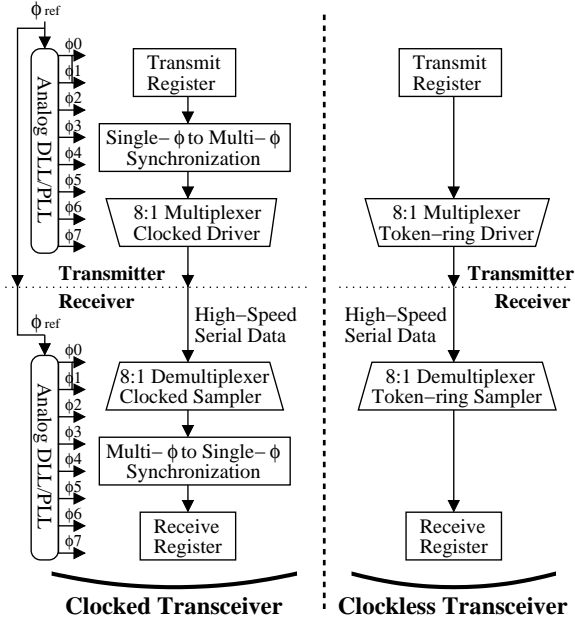 ϕ ref
Analog DLL/PLL
ϕ0
ϕ1
ϕ2
ϕ3
ϕ4
ϕ5
ϕ6
ϕ7
Transmit
Register
Single−ϕ to Multi−ϕ
Synchronization
8:1 Multiplexer
Clocked Driver
Transmitter
Receiver
ϕ ref
Analog DLL/PLL
ϕ0
ϕ1
ϕ2
ϕ3
ϕ4
ϕ5
ϕ6
ϕ7
High−Speed
Serial Data
8:1 Demultiplexer
Clocked Sampler
Multi−ϕ to Single−ϕ
Synchronization
Receive
Register
Clocked Transceiver
Transmit
Register
8:1 Multiplexer
Token−ring Driver
Transmitter
Receiver
High−Speed
Serial Data
8:1 Demultiplexer
Token−ring Sampler
Receive
Register
Clockless Transceiver